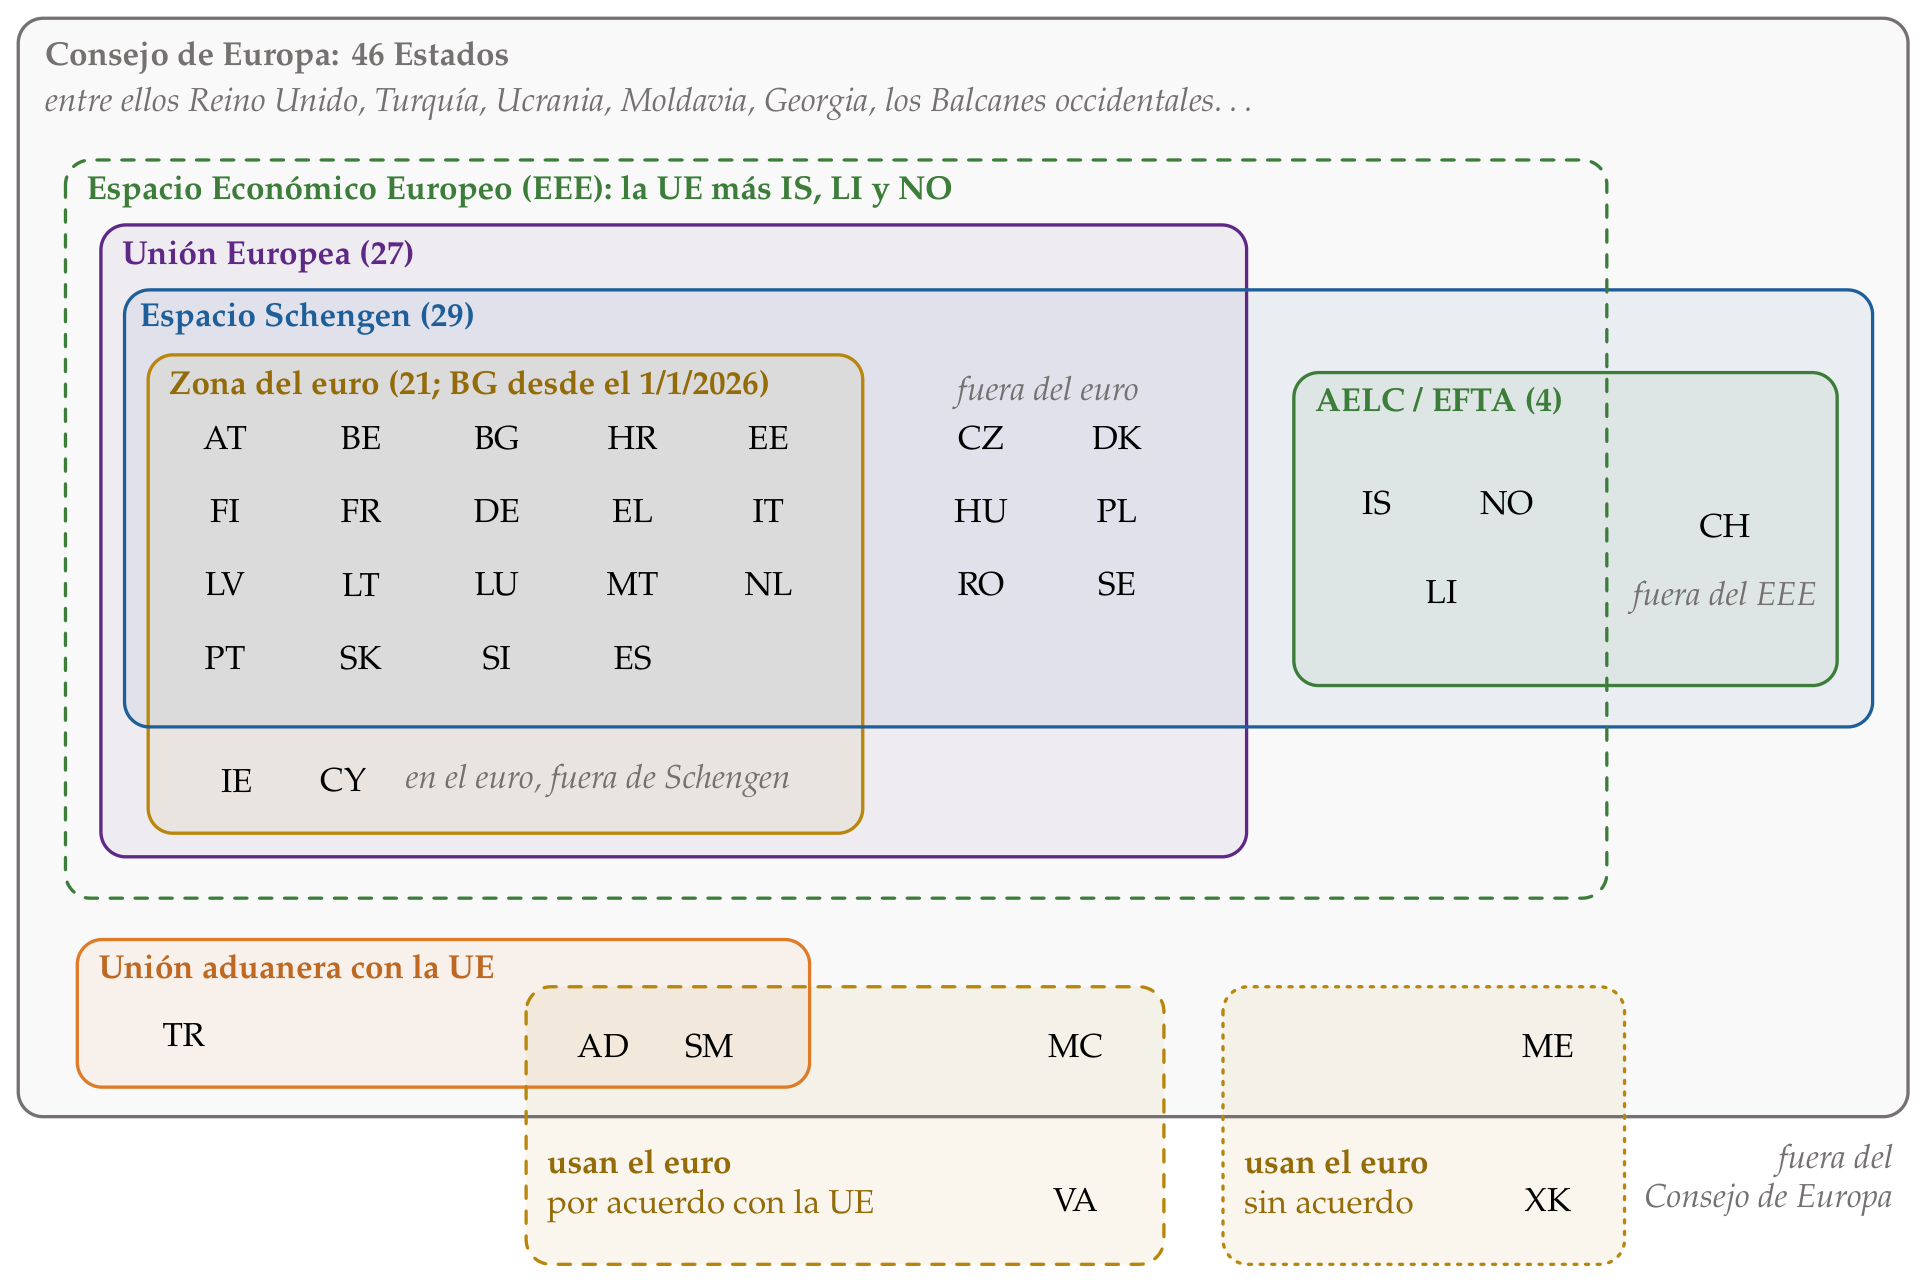 Consejo de Europa: 46 Estados
entre ellos Reino Unido, Turquía, Ucrania, Moldavia, Georgia, los Balcanes occidentales. . .
Espacio Económico Europeo (EEE): la UE más IS, LI y NO
Unión Europea (27)
Espacio Schengen (29)
Zona del euro (21; BG desde el 1/1/2026)
AT BE BG HR EE
FI FR DE EL IT
LV LT LU MT NL
PT SK SI ES
IE CY en el euro, fuera de Schengen
fuera del euro
CZ DK
HU PL
RO SE
AELC / EFTA (4)
IS NO
LI
CH
fuera del EEE
Unión aduanera con la UE
TR
AD SM MC
usan el euro
por acuerdo con la UE
VA
ME
usan el euro
sin acuerdo
XK
fuera del
Consejo de Europa